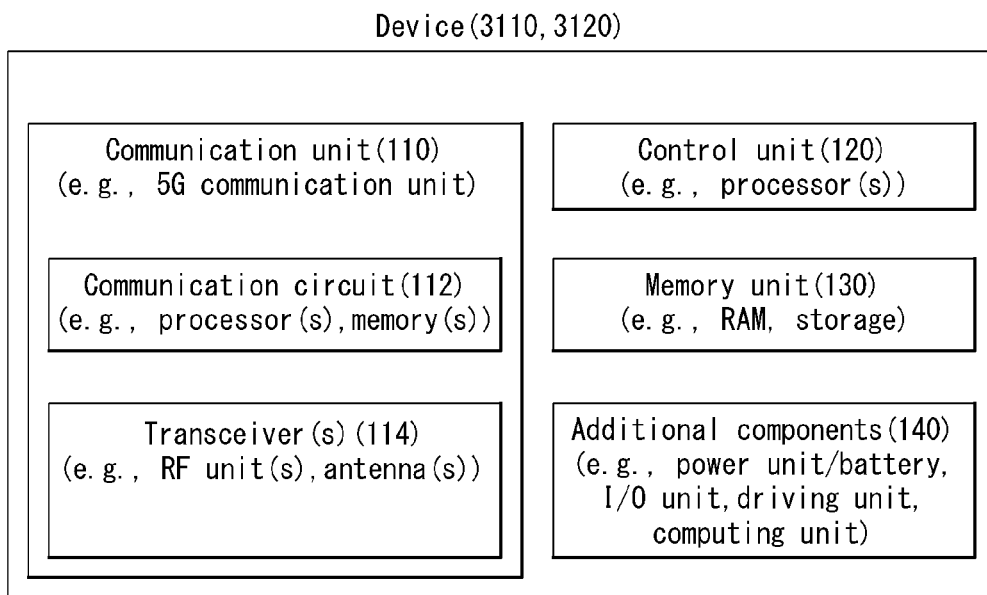 Device(3110,3120)
Communication unit(110)
(e.g., 5G communication unit)
Communication circuit(112)
(e.g., processor(s),memory(s))
Transceiver(s)(114)
(e.g., RF unit(s),antenna(s))
Control unit(120)
(e.g., processor(s))
Memory unit(130)
(e.g., RAM, storage)
Additional components(140)
(e.g., power unit/battery,
I/O unit,driving unit,
computing unit)